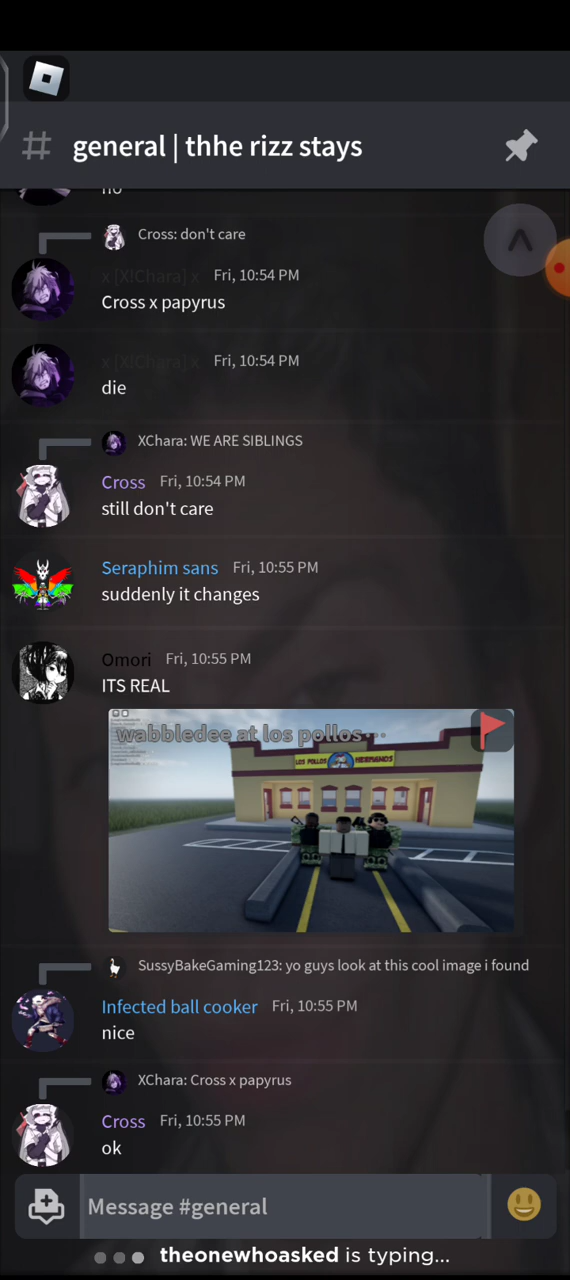 # general | thhe rizz stays
no
Cross: don't care
x [X!Chara] x Fri, 10:54 PM
Cross x papyrus
x [X!Chara] x Fri, 10:54 PM
die
XChara: WE ARE SIBLINGS
Cross Fri, 10:54 PM
still don't care
Seraphim sans Fri, 10:55 PM
suddenly it changes
Omori Fri, 10:55 PM
ITS REAL
wabbledee at los pollos...
LOS POLLOS HERMANOS
SussyBakeGaming123: yo guys look at this cool image i found
Infected ball cooker Fri, 10:55 PM
nice
XChara: Cross x papyrus
Cross Fri, 10:55 PM
ok
Message #general
theonewhoasked is typing...